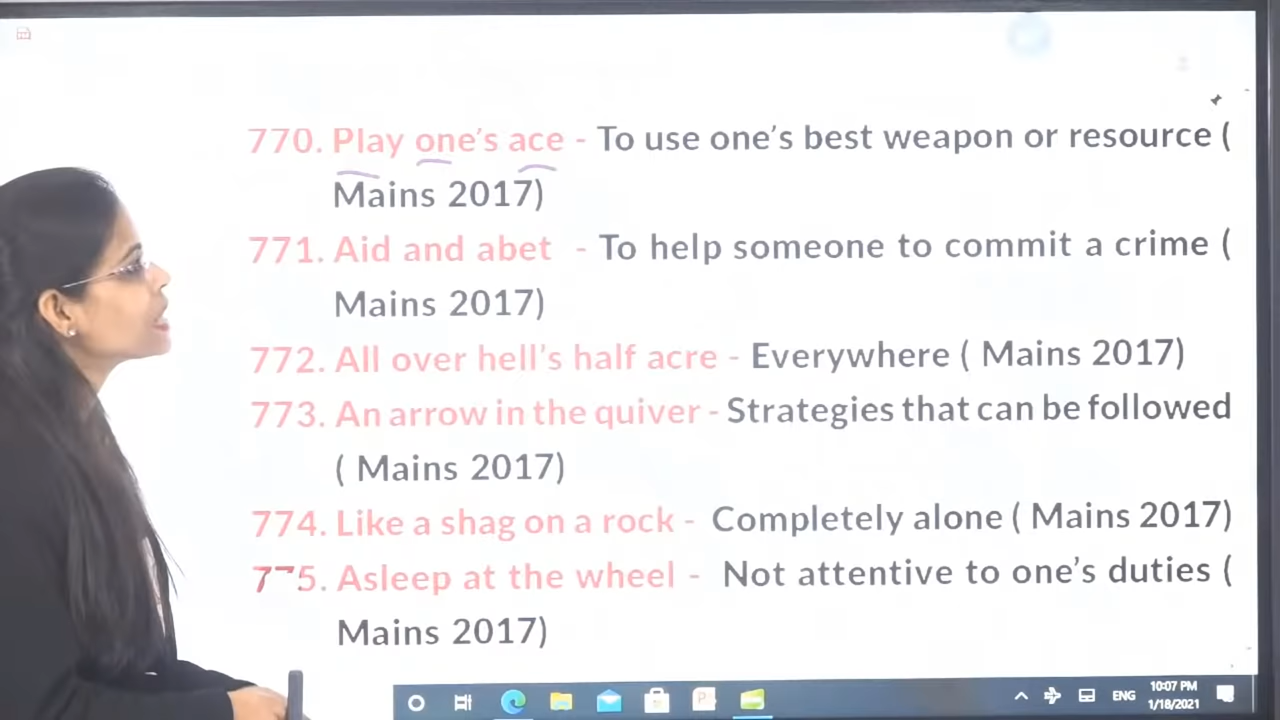 770. Play one's ace - To use one's best weapon or resource (
Mains 2017)
771. Aid and abet - To help someone to commit a crime (
Mains 2017)
772. All over hell's half acre - Everywhere ( Mains 2017)
773. An arrow in the quiver - Strategies that can be followed
( Mains 2017)
774. Like a shag on a rock - Completely alone ( Mains 2017)
775. Asleep at the wheel - Not attentive to one's duties (
Mains 2017)
ENG
10:07 PM
1/18/2021